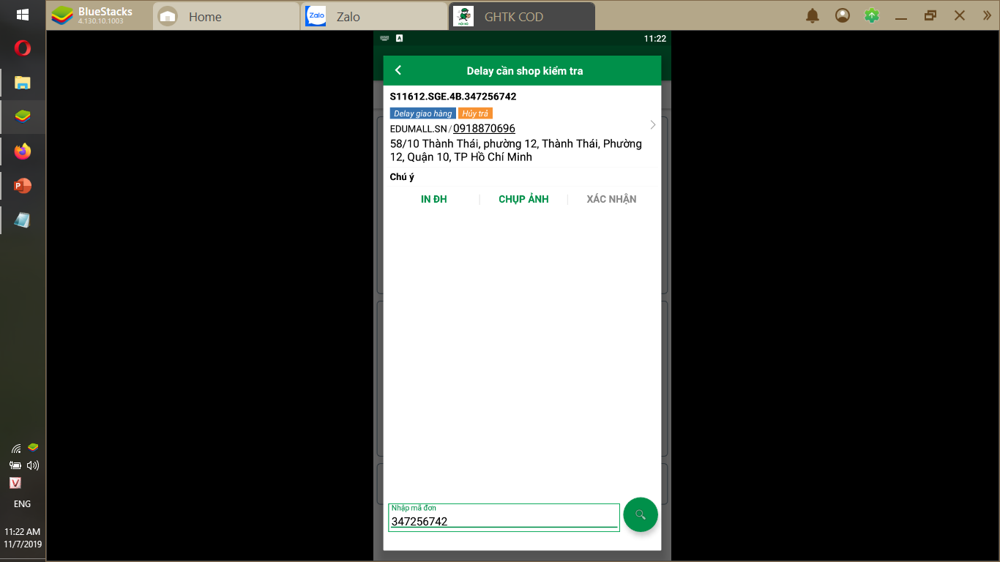 BlueStacks
4.130.10.1003
Home
Zalo
Zalo
GHTK COD
11:22
Delay cần shop kiểm tra
S11612.SGE.4B.347256742
Delay giao hàng Hủy trả
EDUMALL.SN / 0918870696
58/10 Thành Thái, phường 12, Thành Thái, Phường
12, Quận 10, TP Hồ Chí Minh
Chú ý
IN ĐH
CHỤP ẢNH
XÁC NHẬN
Nhập mã đơn
347256742
ENG
11:22 AM
11/7/2019